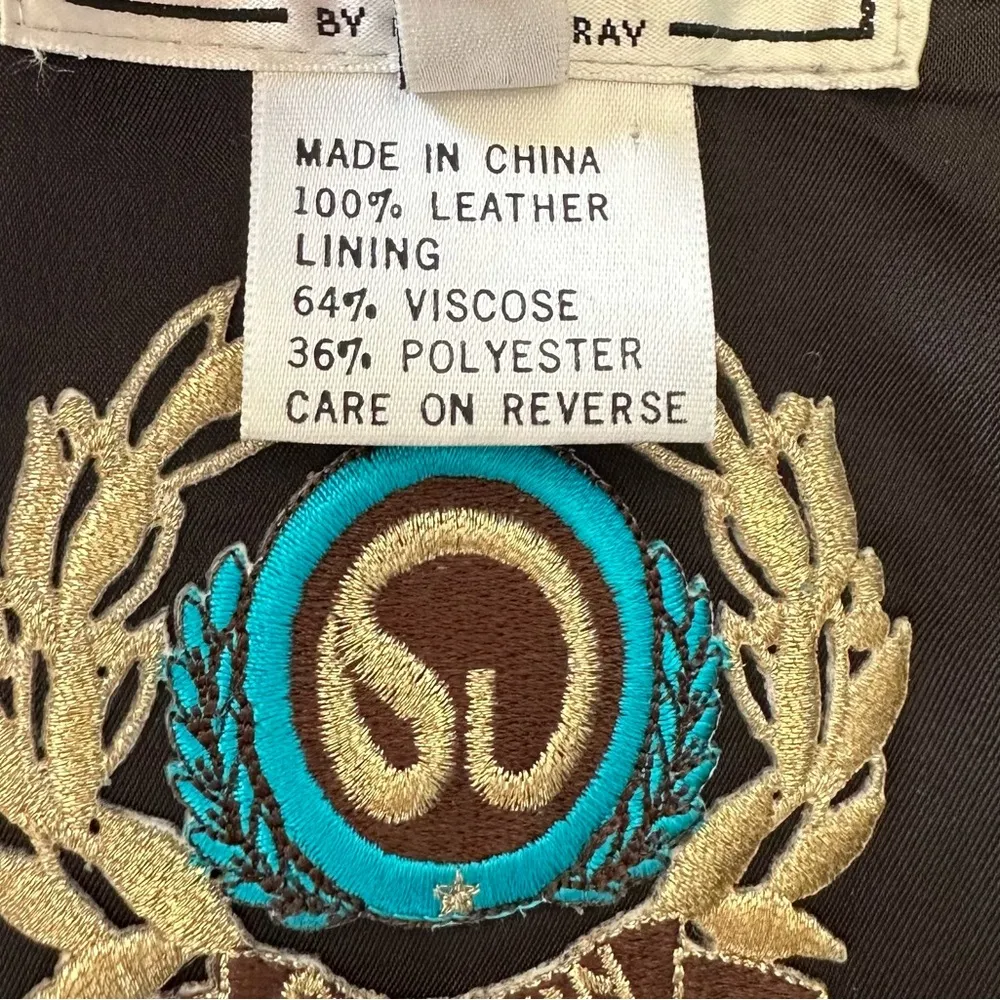 BY RAY
MADE IN CHINA
100% LEATHER
LINING
64% VISCOSE
36% POLYESTER
CARE ON REVERSE